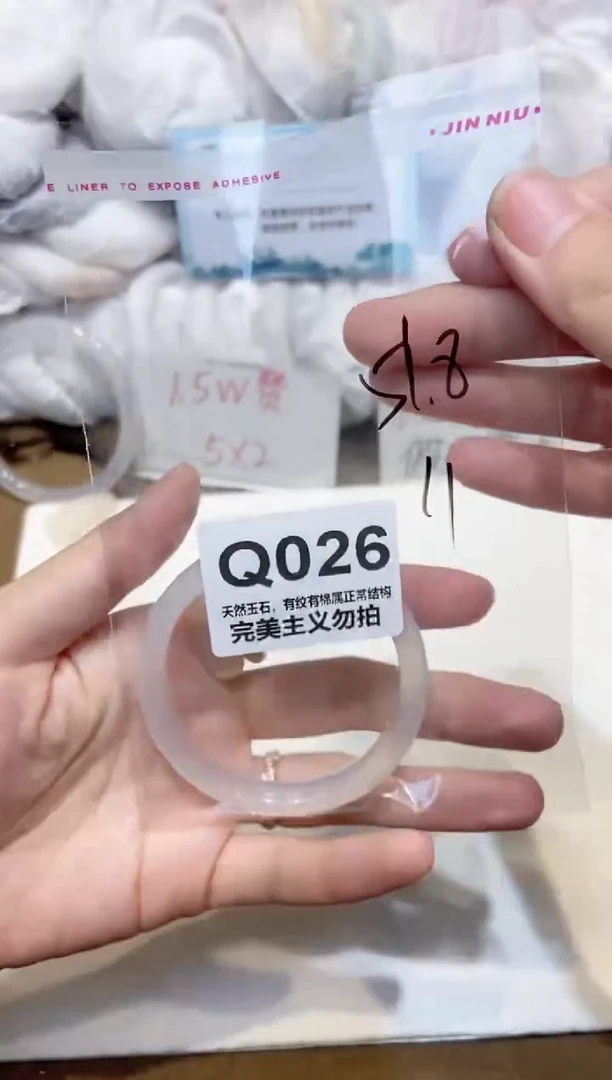 • JIN NIU •
E LINER TO EXPOSE ADHESIVE
51.8
1.5W
5X2
11
Q026
天然玉石，有纹有棉属正常结构
完美主义勿拍